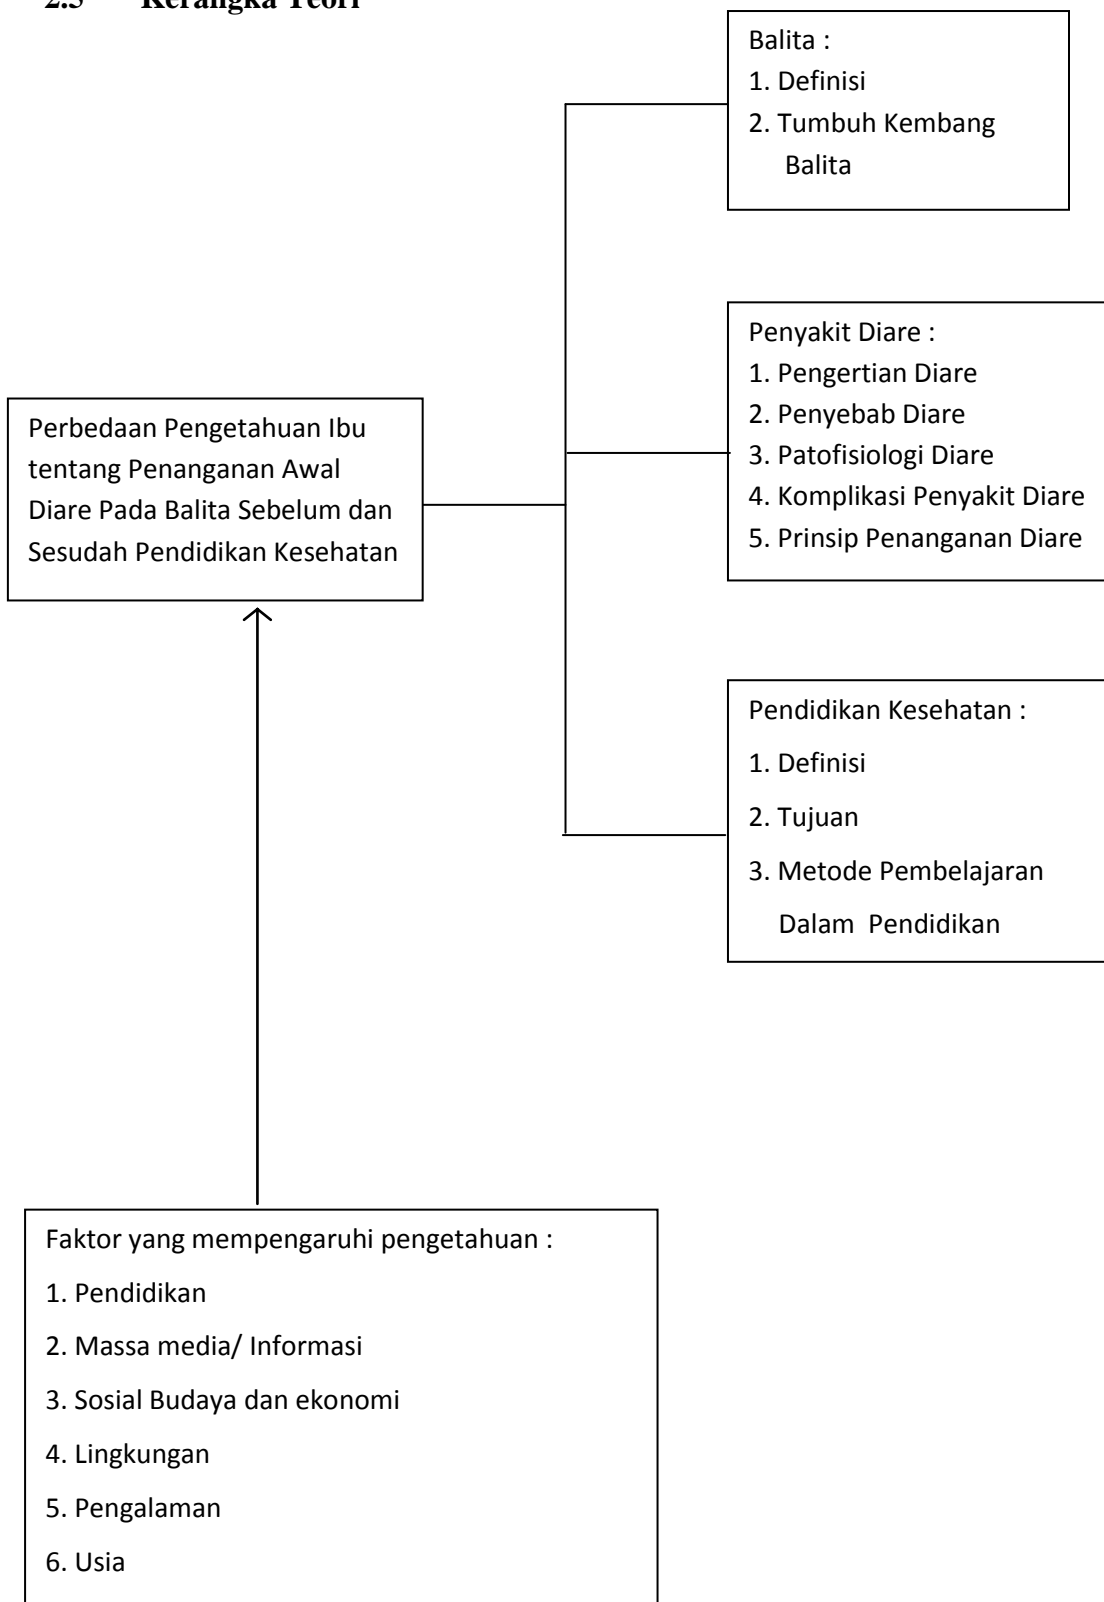 2.5 Kerangka Teori
Balita :
1. Definisi
2. Tumbuh Kembang
Balita
Penyakit Diare :
1. Pengertian Diare
2. Penyebab Diare
3. Patofisiologi Diare
4. Komplikasi Penyakit Diare
5. Prinsip Penanganan Diare
Perbedaan Pengetahuan Ibu
tentang Penanganan Awal
Diare Pada Balita Sebelum dan
Sesudah Pendidikan Kesehatan
Pendidikan Kesehatan :
1. Definisi
2. Tujuan
3. Metode Pembelajaran
Dalam Pendidikan
Faktor yang mempengaruhi pengetahuan :
1. Pendidikan
2. Massa media/ Informasi
3. Sosial Budaya dan ekonomi
4. Lingkungan
5. Pengalaman
6. Usia